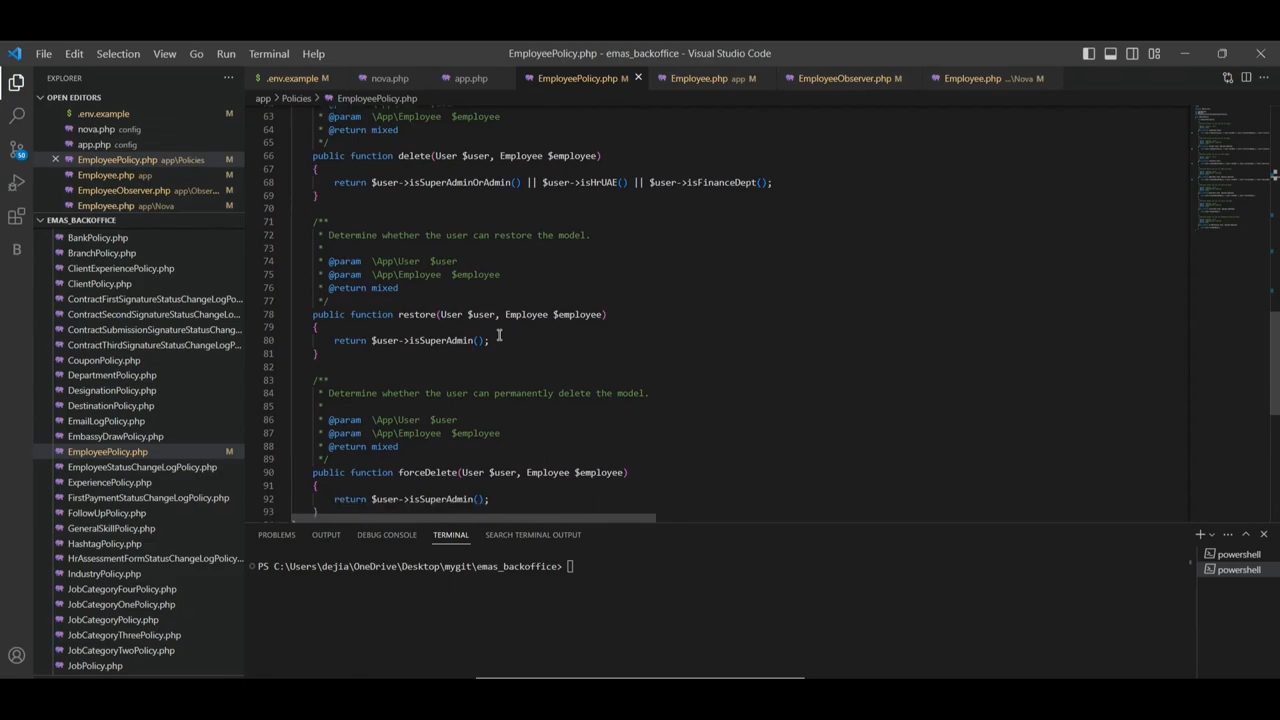 File Edit Selection View Go Run Terminal Help EmployeePolicy.php - emas_backoffice - Visual Studio Code
EXPLORER ...
.env.example M nova.php app.php EmployeePolicy.php M Employee.php app M EmployeeObserver.php M Employee.php ...\Nova M
OPEN EDITORS
.env.example M
nova.php config
app.php config
EmployeePolicy.php app\Policies M
Employee.php app M
EmployeeObserver.php app\Obser... M
Employee.php app\Nova M
EMAS_BACKOFFICE
BankPolicy.php
BranchPolicy.php
ClientExperiencePolicy.php
ClientPolicy.php
ContractFirstSignatureStatusChangeLogPo...
ContractSecondSignatureStatusChangeLo...
ContractSubmissionSignatureStatusChang...
ContractThirdSignatureStatusChangeLogP...
CouponPolicy.php
DepartmentPolicy.php
DesignationPolicy.php
DestinationPolicy.php
EmailLogPolicy.php
EmbassyDrawPolicy.php
EmployeePolicy.php M
EmployeeStatusChangeLogPolicy.php
ExperiencePolicy.php
FirstPaymentStatusChangeLogPolicy.php
FollowUpPolicy.php
GeneralSkillPolicy.php
HashtagPolicy.php
HrAssessmentFormStatusChangeLogPolicy...
IndustryPolicy.php
JobCategoryFourPolicy.php
JobCategoryOnePolicy.php
JobCategoryPolicy.php
JobCategoryThreePolicy.php
JobCategoryTwoPolicy.php
JobPolicy.php
50
B
app > Policies > EmployeePolicy.php
63 * @param \App\Employee $employee
64 * @return mixed
65 */
66 public function delete(User $user, Employee $employee)
67 {
68 return $user->isSuperAdminOrAdmin() || $user->isHrUAE() || $user->isFinanceDept();
69 }
70
71 /**
72 * Determine whether the user can restore the model.
73 *
74 * @param \App\User $user
75 * @param \App\Employee $employee
76 * @return mixed
77 */
78 public function restore(User $user, Employee $employee)
79 {
80 return $user->isSuperAdmin();
81 }
82
83 /**
84 * Determine whether the user can permanently delete the model.
85 *
86 * @param \App\User $user
87 * @param \App\Employee $employee
88 * @return mixed
89 */
90 public function forceDelete(User $user, Employee $employee)
91 {
92 return $user->isSuperAdmin();
93 }
PROBLEMS OUTPUT DEBUG CONSOLE TERMINAL SEARCH TERMINAL OUTPUT
PS C:\Users\dejia\OneDrive\Desktop\mygit\emas_backoffice>
powershell
powershell